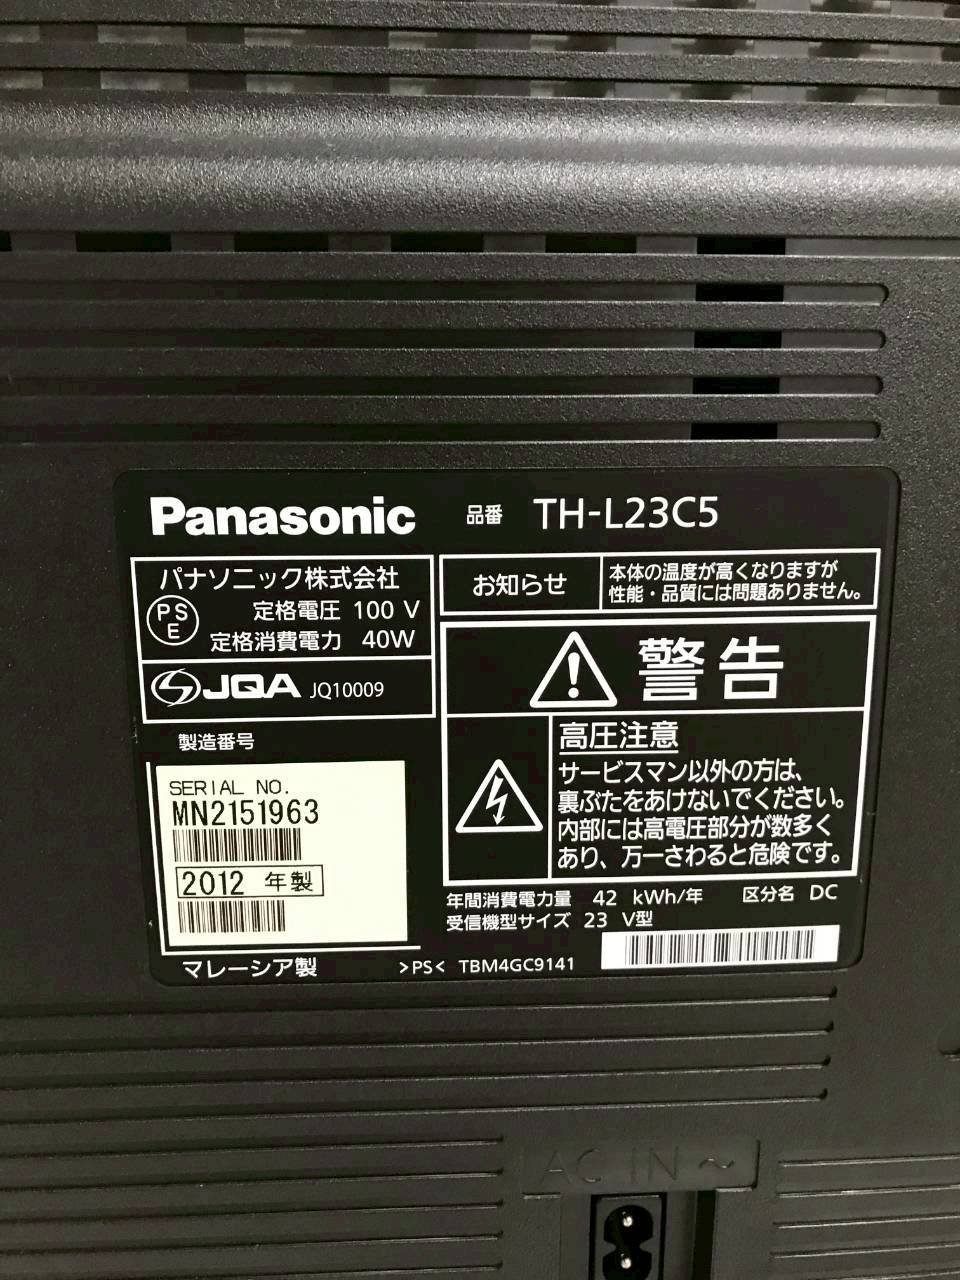 Panasonic 品番 TH-L23C5
パナソニック株式会社
PS
E
定格電圧 100 V
定格消費電力 40W
JQA JQ10009
お知らせ
本体の温度が高くなりますが
性能・品質には問題ありません。
警告
高圧注意
サービスマン以外の方は、
裏ぶたをあけないでください。
内部には高電圧部分が数多く
あり、万一さわると危険です。
製造番号
SERIAL NO.
MN2151963
2012 年製
年間消費電力量 42 kWh/年 区分名 DC
受信機型サイズ 23 V型
マレーシア製 >PS< TBM4GC9141
AC IN ~